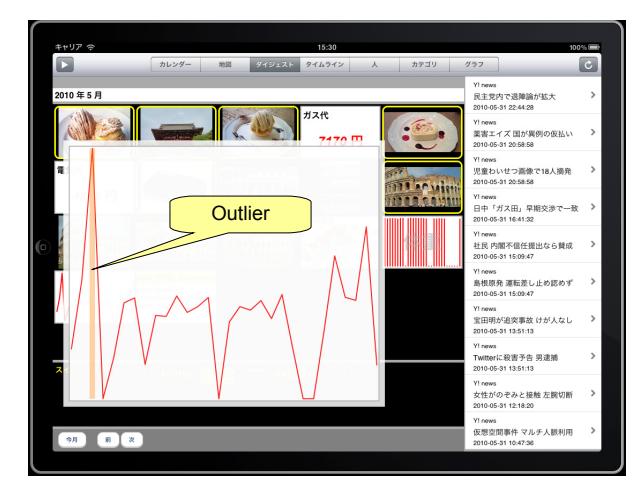 キャリア
15:30
100%
カレンダー
地図
ダイジェスト
タイムライン
人
カテゴリ
グラフ
2010 年 5 月
ガス代
7170 円
電
Outlier
Y! news
民主党内で退陣論が拡大
2010-05-31 22:44:28
Y! news
薬害エイズ 国が異例の仮払い
2010-05-31 20:58:58
Y! news
児童わいせつ画像で18人摘発
2010-05-31 20:58:58
Y! news
日中「ガス田」早期交渉で一致
2010-05-31 16:41:32
Y! news
社民 内閣不信任提出なら賛成
2010-05-31 15:09:47
Y! news
島根原発 運転差し止め認めず
2010-05-31 15:09:47
Y! news
宝田明が追突事故 けが人なし
2010-05-31 13:51:13
Y! news
Twitterに殺害予告 男逮捕
2010-05-31 13:51:13
Y! news
女性がのぞみと接触 左腕切断
2010-05-31 12:18:20
Y! news
仮想空間事件 マルチ人脈利用
2010-05-31 10:47:36
今月
前
次